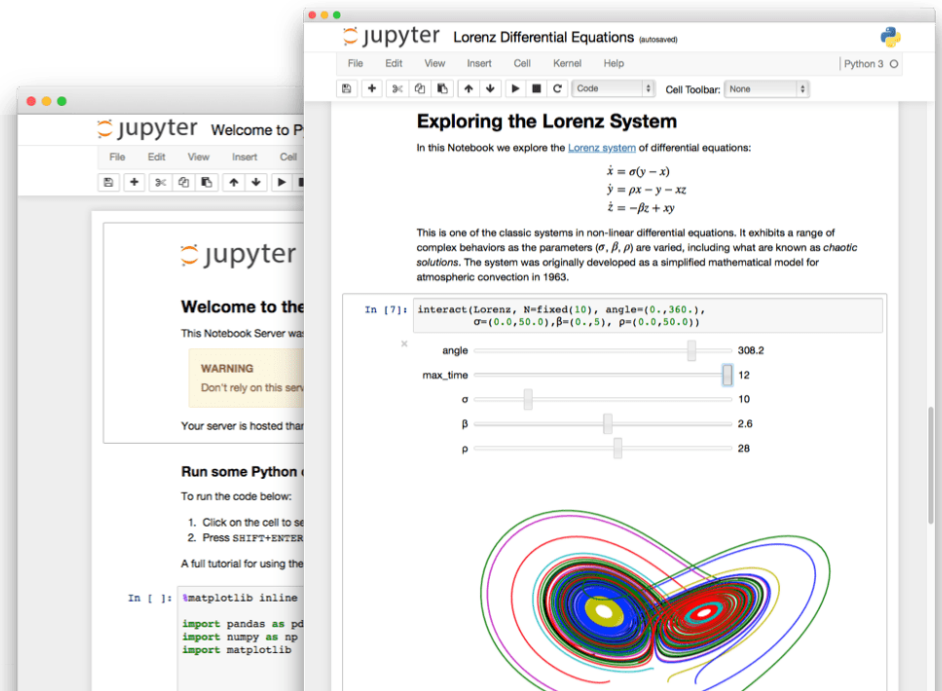 jupyter Lorenz Differential Equations (autosaved)
File Edit View Insert Cell Kernel Help Python 3
Code Cell Toolbar: None
Exploring the Lorenz System
In this Notebook we explore the Lorenz system of differential equations:
ẋ = σ(y − x)
ẏ = ρx − y − xz
ż = −βz + xy
This is one of the classic systems in non-linear differential equations. It exhibits a range of
complex behaviors as the parameters (σ, β, ρ) are varied, including what are known as chaotic
solutions. The system was originally developed as a simplified mathematical model for
atmospheric convection in 1963.
In [7]: interact(Lorenz, N=fixed(10), angle=(0.,360.),
σ=(0.0,50.0),β=(0.,5), ρ=(0.0,50.0))
angle 308.2
max_time 12
σ 10
β 2.6
ρ 28
jupyter Welcome to P
File Edit View Insert Cell
jupyter
Welcome to the
This Notebook Server was
WARNING
Don't rely on this serv
Your server is hosted than
Run some Python
To run the code below:
1. Click on the cell to se
2. Press SHIFT+ENTER
A full tutorial for using the
In [ ]: %matplotlib inline
import pandas as pd
import numpy as np
import matplotlib